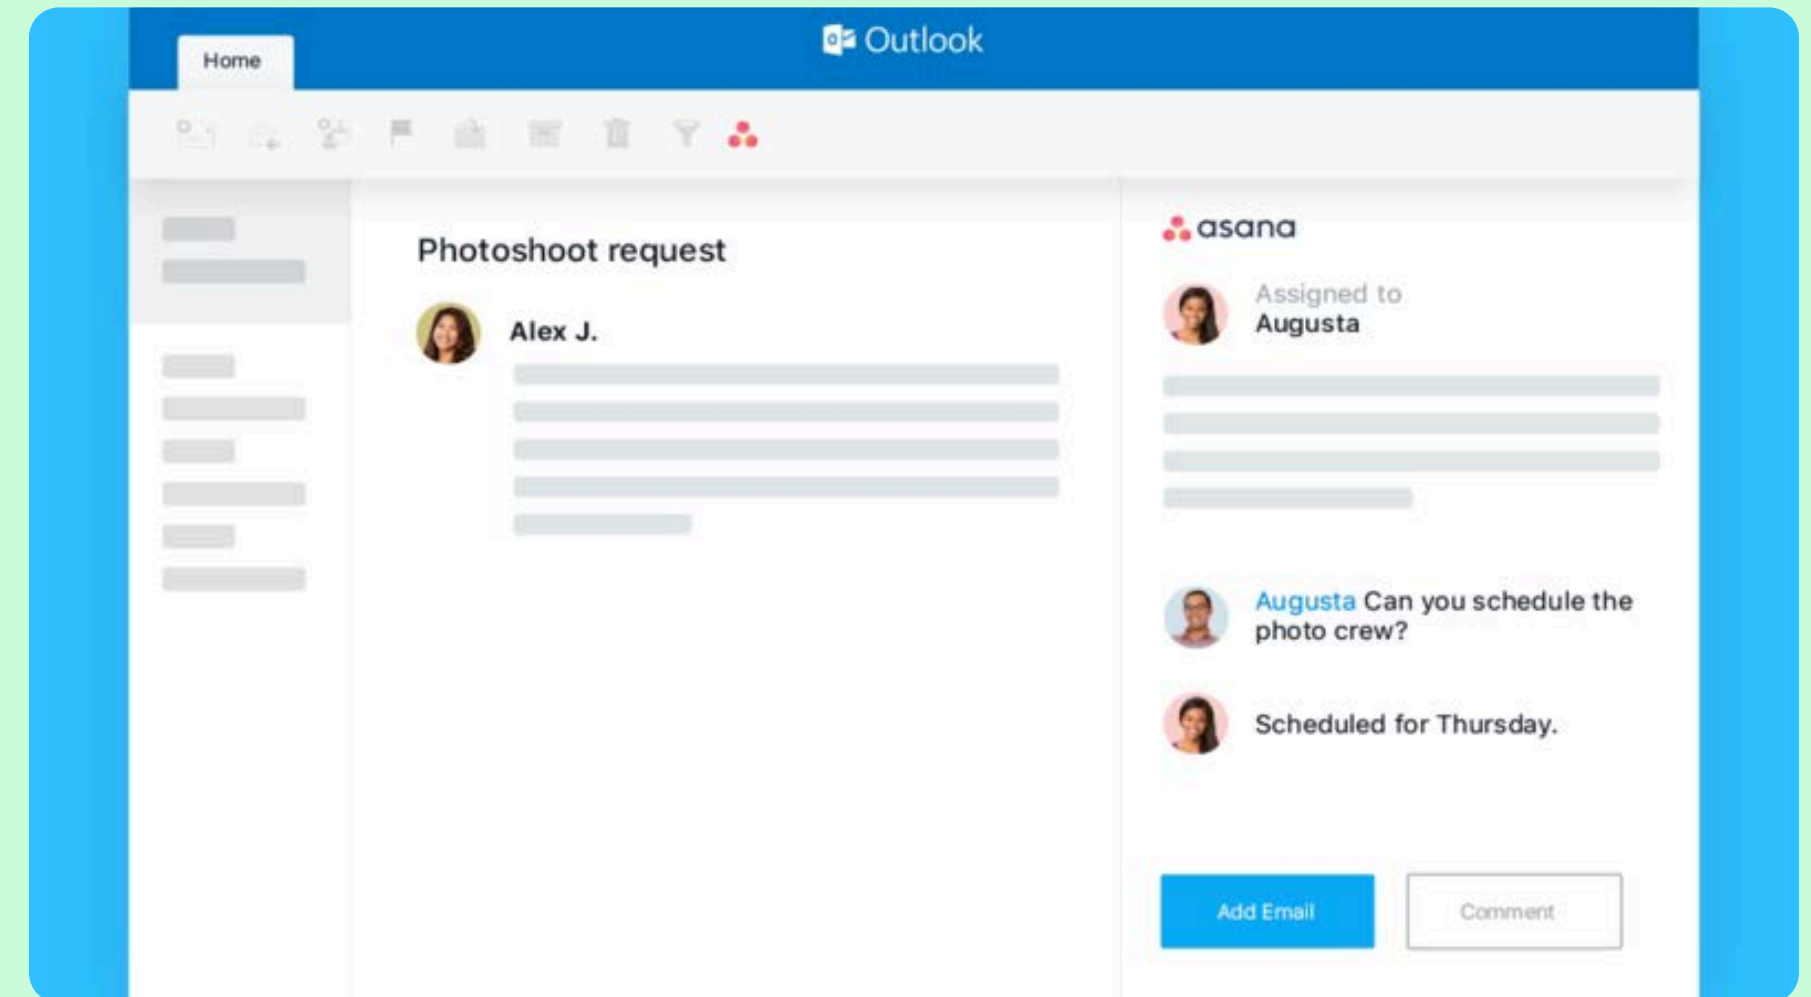 Outlook
Home
Photoshoot request
Alex J.
asana
Assigned to
Augusta
Augusta Can you schedule the
photo crew?
Scheduled for Thursday.
Add Email
Comment